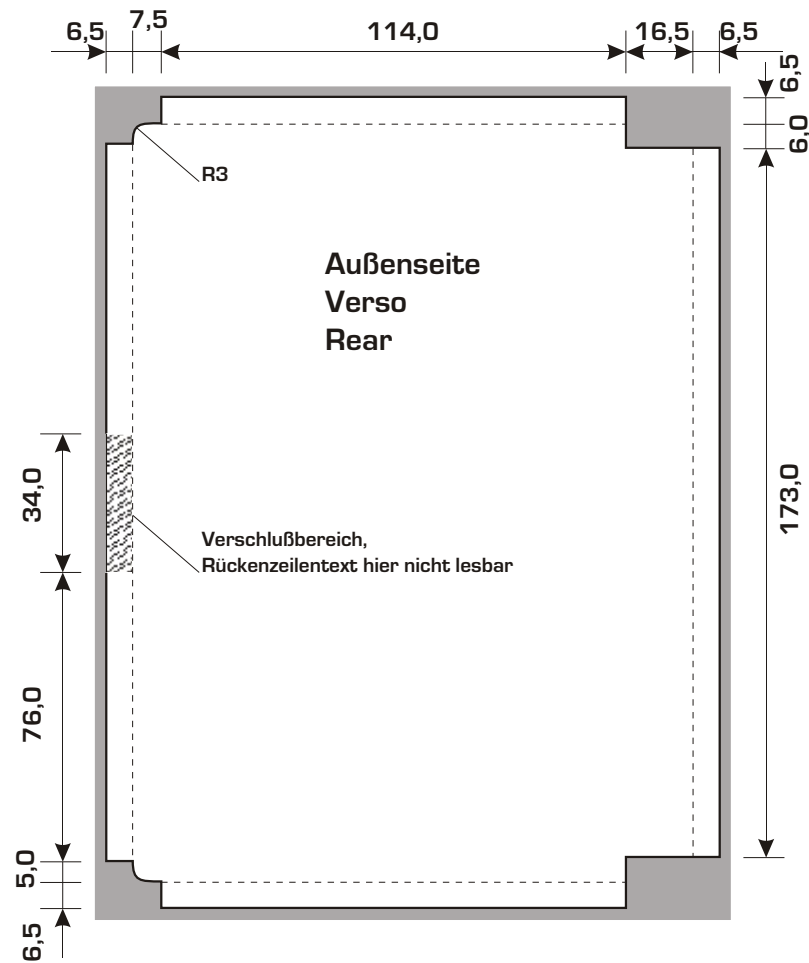 6,5 7,5 114,0 16,5 6,5
6,5
6,0
R3
Außenseite
Verso
Rear
34,0
173,0
Verschlußbereich,
Rückenzeilentext hier nicht lesbar
76,0
5,0
6,5